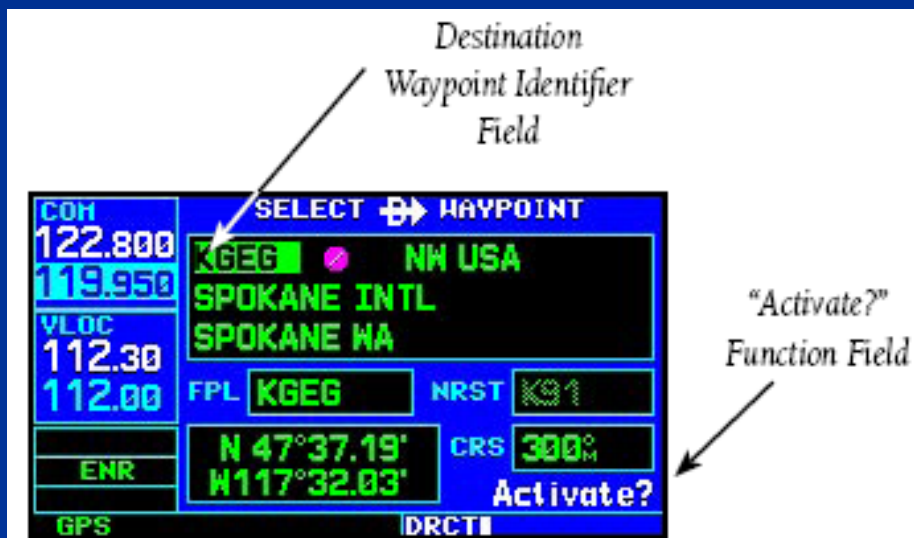 Destination
Waypoint Identifier
Field
COM
122.800
119.950
VLOC
112.30
112.00
ENR
GPS
SELECT D WAYPOINT
KGEG NW USA
SPOKANE INTL
SPOKANE WA
FPL KGEG NRST K91
N 47°37.19'
W117°32.03'
CRS 300°M
Activate?
DRCT
"Activate?"
Function Field